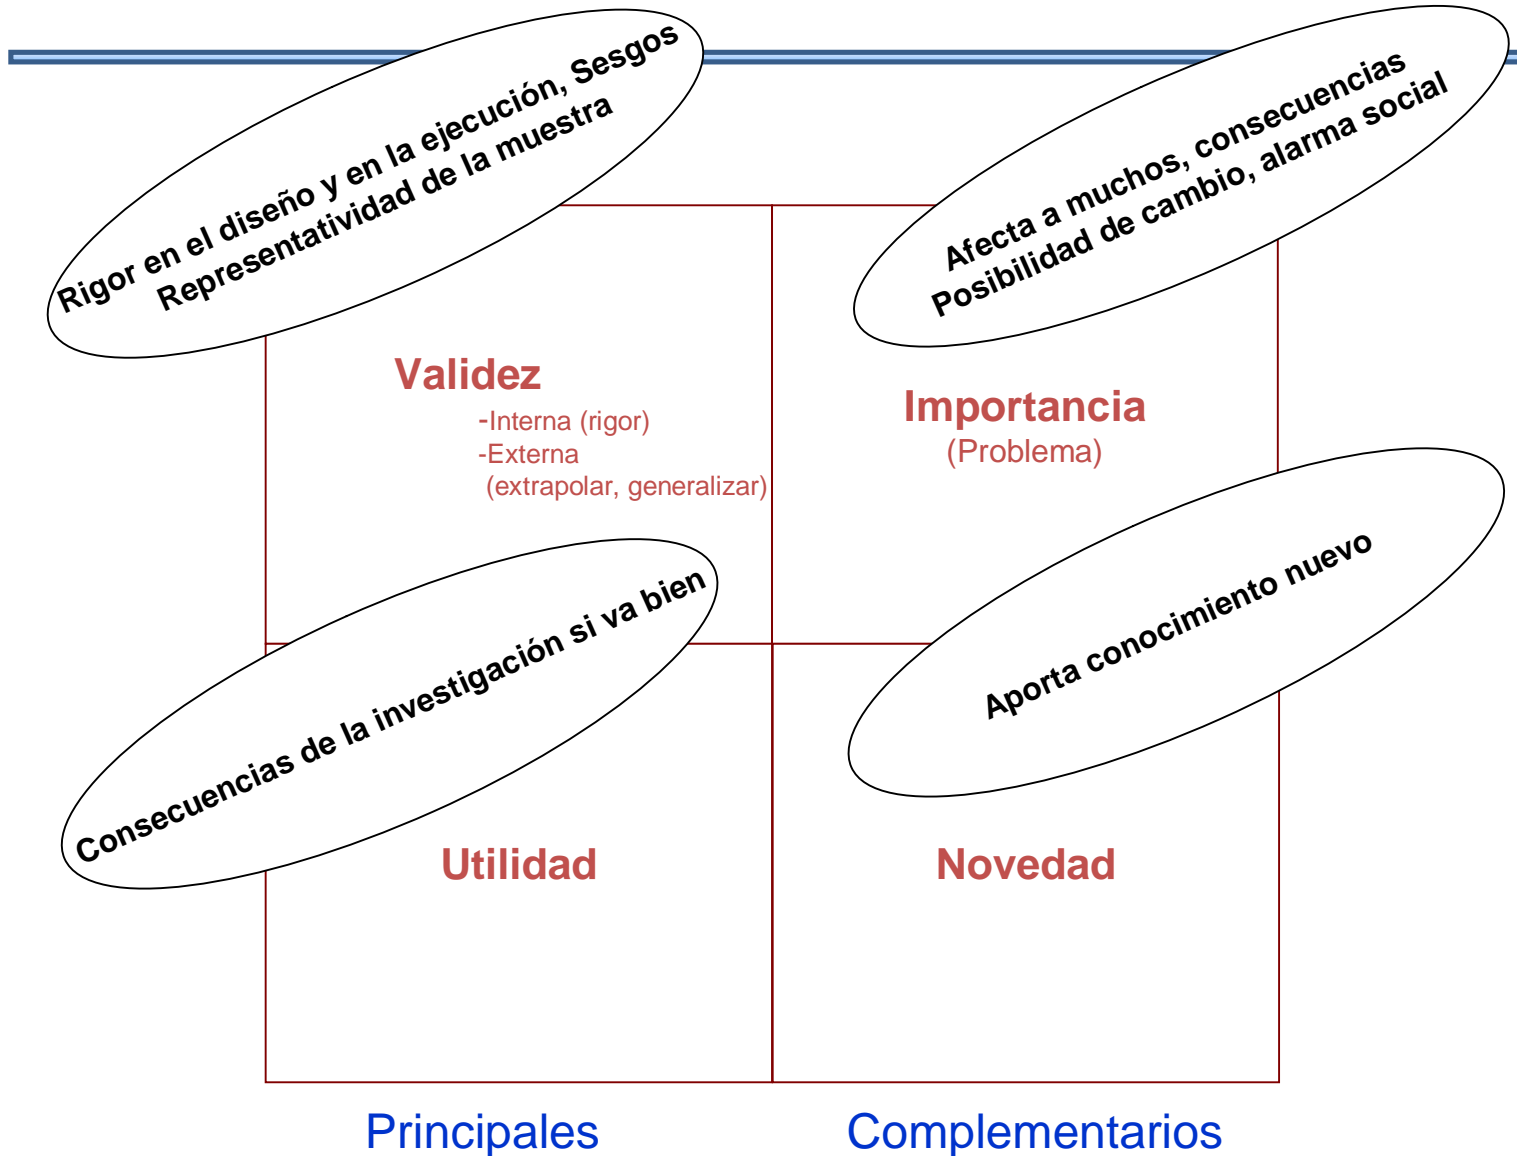 Rigor en el diseño y en la ejecución, Sesgos
Representatividad de la muestra
Afecta a muchos, consecuencias
Posibilidad de cambio, alarma social
Validez
-Interna (rigor)
-Externa
(extrapolar, generalizar)
Importancia
(Problema)
Consecuencias de la investigación si va bien
Aporta conocimiento nuevo
Utilidad
Novedad
Principales
Complementarios